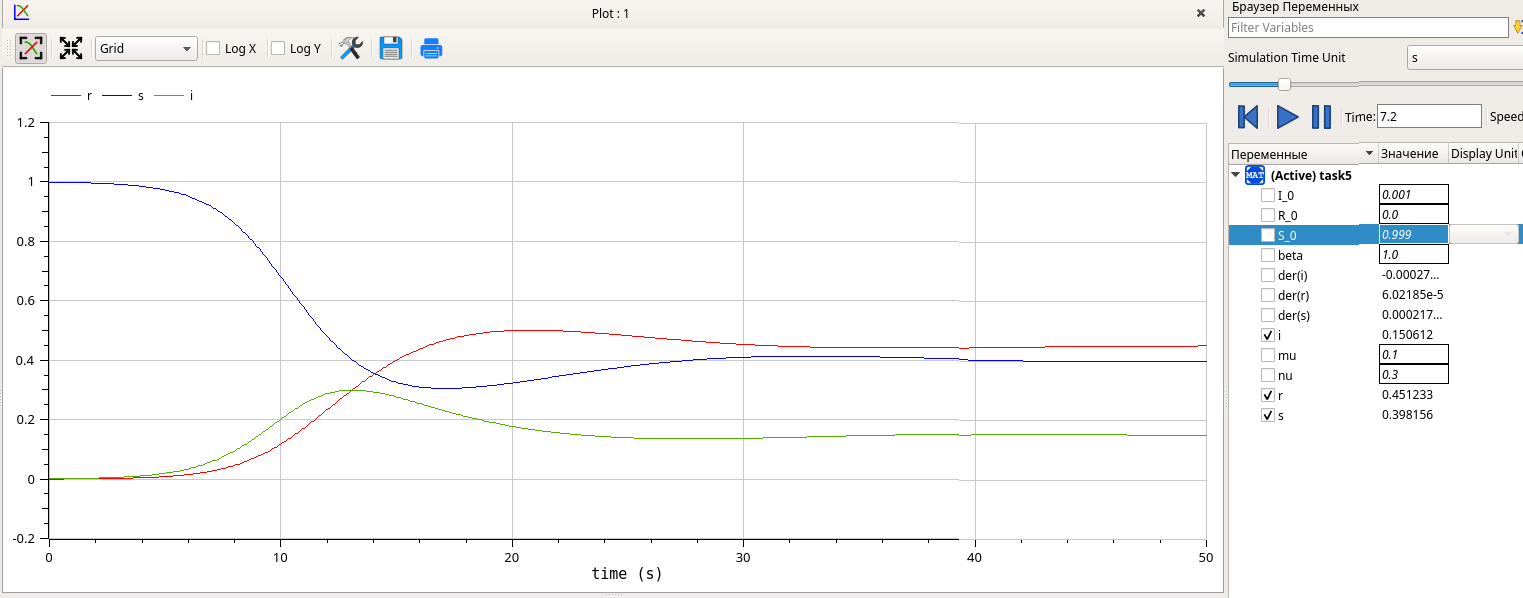 Plot : 1
Grid
Log X
Log Y
r
s
i
1.2
1
0.8
0.6
0.4
0.2
0
-0.2
0
10
20
30
40
50
time (s)
Браузер Переменных
Filter Variables
Simulation Time Unit
s
Time: 7.2
Speed
Переменные Значение Display Unit
MAT (Active) task5
I_0 0.001
R_0 0.0
S_0 0.999
beta 1.0
der(i) -0.00027...
der(r) 6.02185e-5
der(s) 0.000217...
i 0.150612
mu 0.1
nu 0.3
r 0.451233
s 0.398156